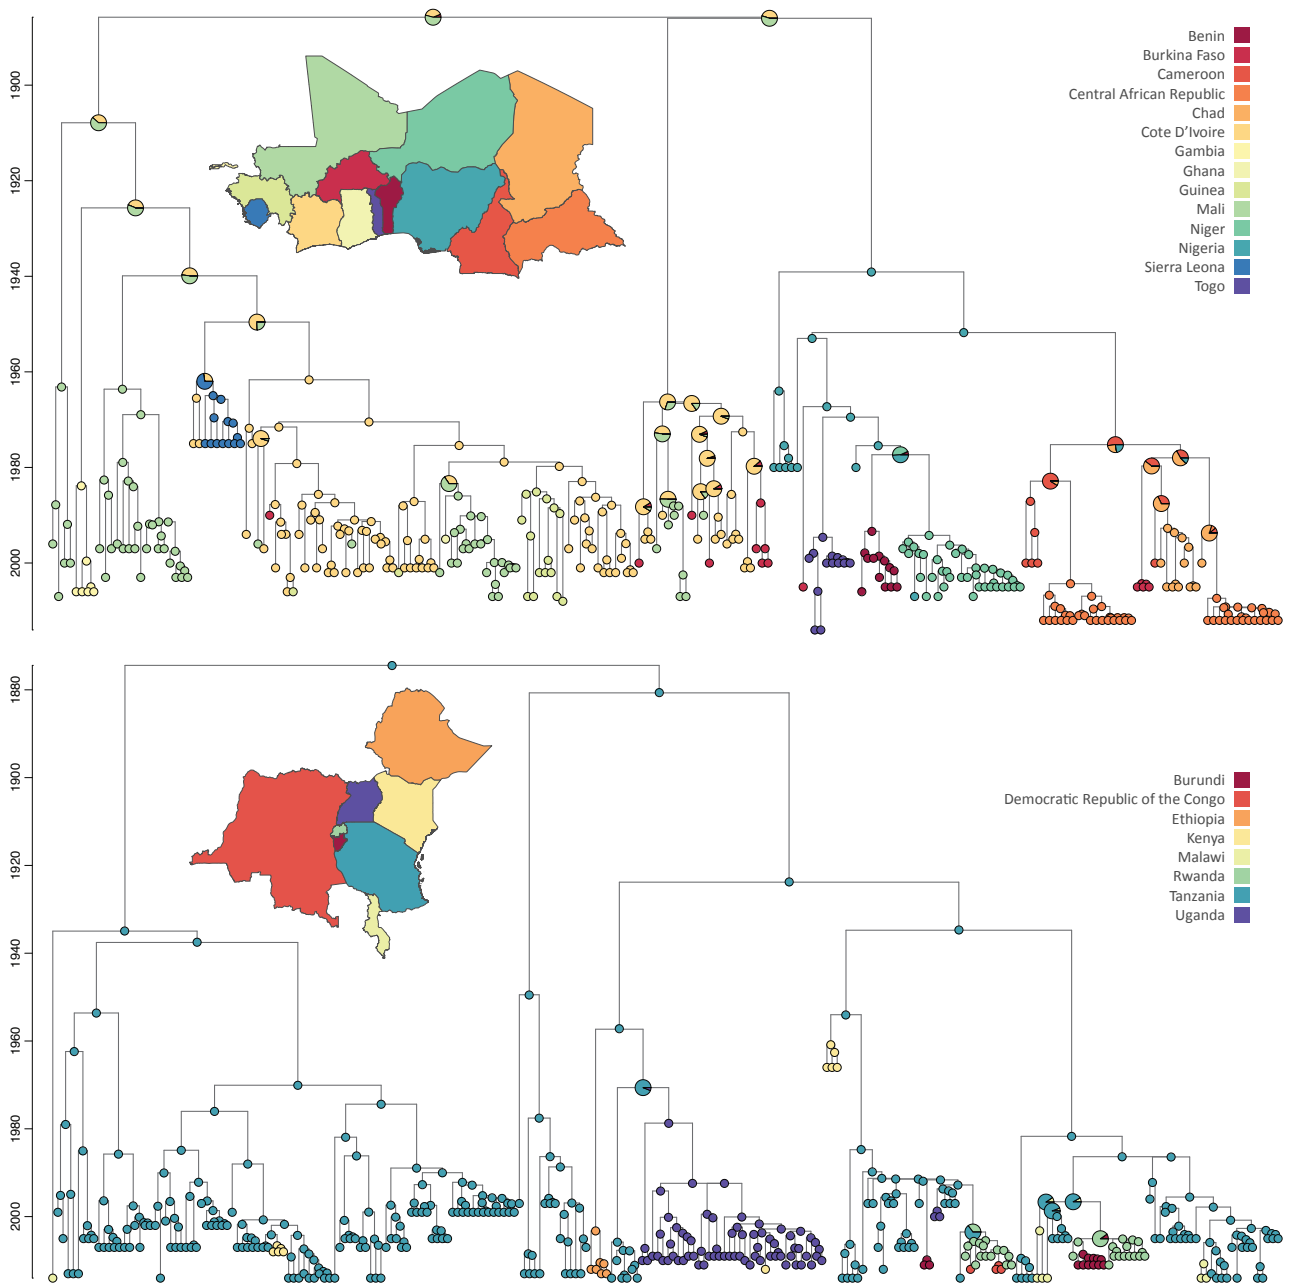 Benin
Burkina Faso
Cameroon
Central African Republic
Chad
Cote D'Ivoire
Gambia
Ghana
Guinea
Mali
Niger
Nigeria
Sierra Leona
Togo
1900
1920
1940
1960
1980
2000
Burundi
Democratic Republic of the Congo
Ethiopia
Kenya
Malawi
Rwanda
Tanzania
Uganda
1880
1900
1920
1940
1960
1980
2000